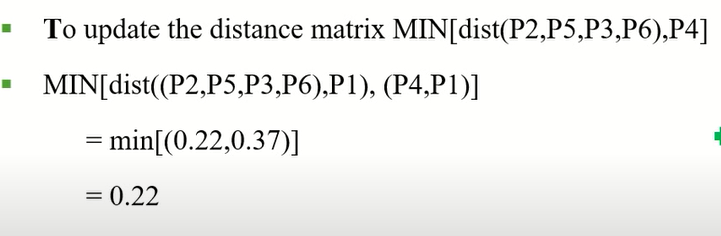 To update the distance matrix MIN[dist(P2,P5,P3,P6),P4]
MIN[dist((P2,P5,P3,P6),P1), (P4,P1)]
= min[(0.22,0.37)]
= 0.22